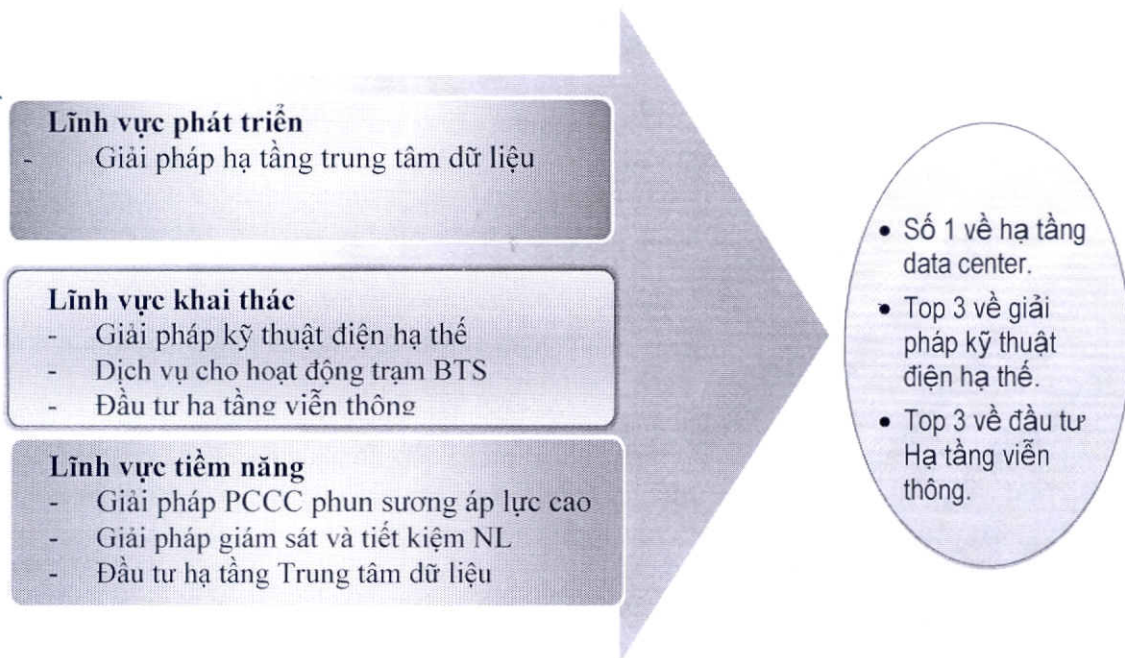 Lĩnh vực phát triển
- Giải pháp hạ tầng trung tâm dữ liệu
Lĩnh vực khai thác
- Giải pháp kỹ thuật điện hạ thế
- Dịch vụ cho hoạt động trạm BTS
- Đầu tư hạ tầng viễn thông
Lĩnh vực tiềm năng
- Giải pháp PCCC phun sương áp lực cao
- Giải pháp giám sát và tiết kiệm NL
- Đầu tư hạ tầng Trung tâm dữ liệu
• Số 1 về hạ tầng
data center.
• Top 3 về giải
pháp kỹ thuật
điện hạ thế.
• Top 3 về đầu tư
Hạ tầng viễn
thông.